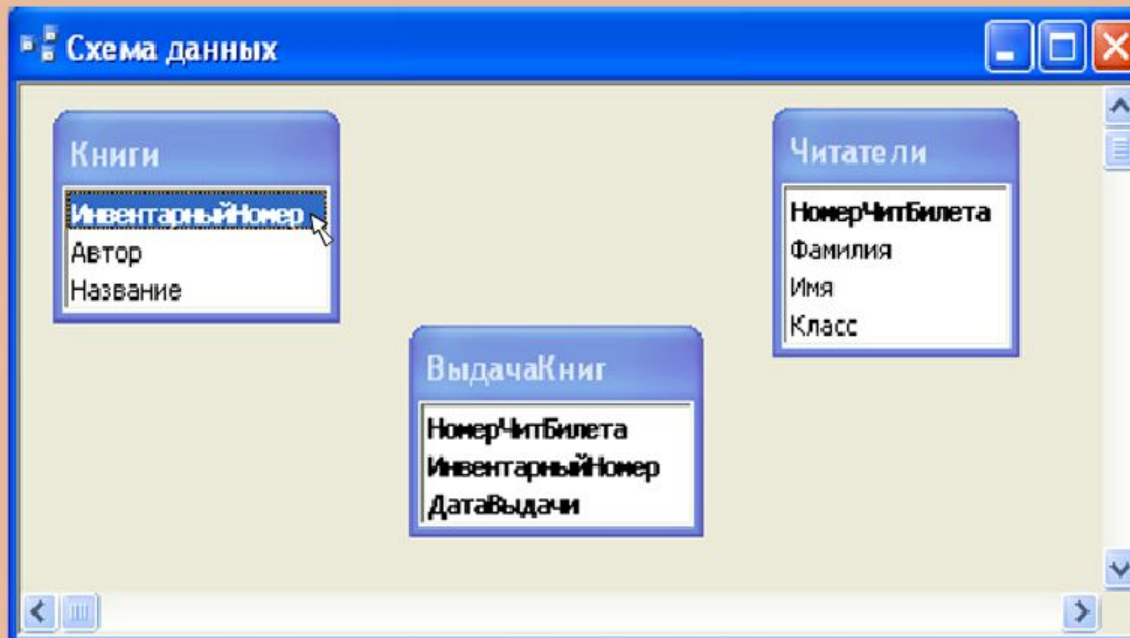 Схема данных
Книги
ИнвентарныйНомер
Автор
Название
Читатели
НомерЧитБилета
Фамилия
Имя
Класс
ВыдачаКниг
НомерЧитБилета
ИнвентарныйНомер
ДатаВыдачи